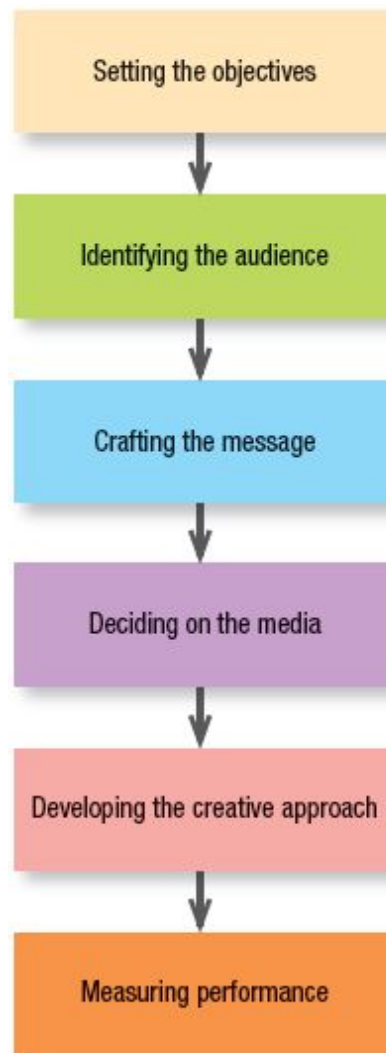 Setting the objectives
Identifying the audience
Crafting the message
Deciding on the media
Developing the creative approach
Measuring performance